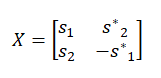 X = [ s₁ s*₂
s₂ −s*₁ ]